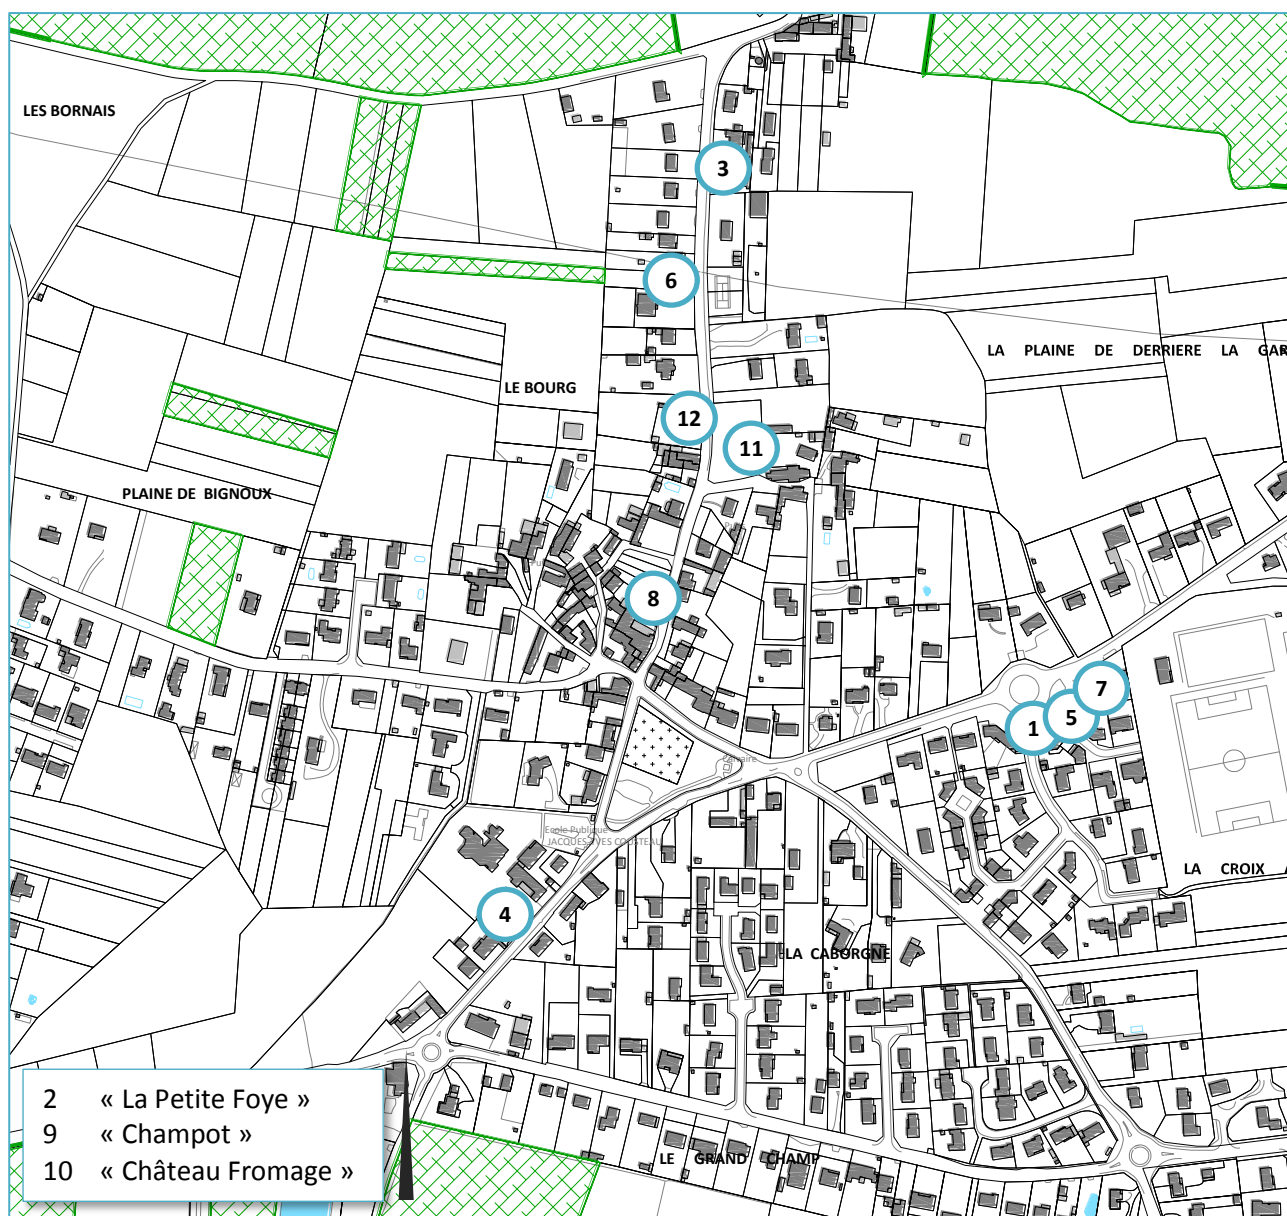 LES BORNAIS
3
6
LA PLAINE DE DERRIERE LA GAR
LE BOURG
12
11
PLAINE DE BIGNOUX
8
7
5
1
Calvaire
Ecole Publique
JACQUES YVES COUSTEAU
LA CROIX
4
LA CABORGNE
2 « La Petite Foye »
9 « Champot »
10 « Château Fromage »
LE GRAND CHAMP